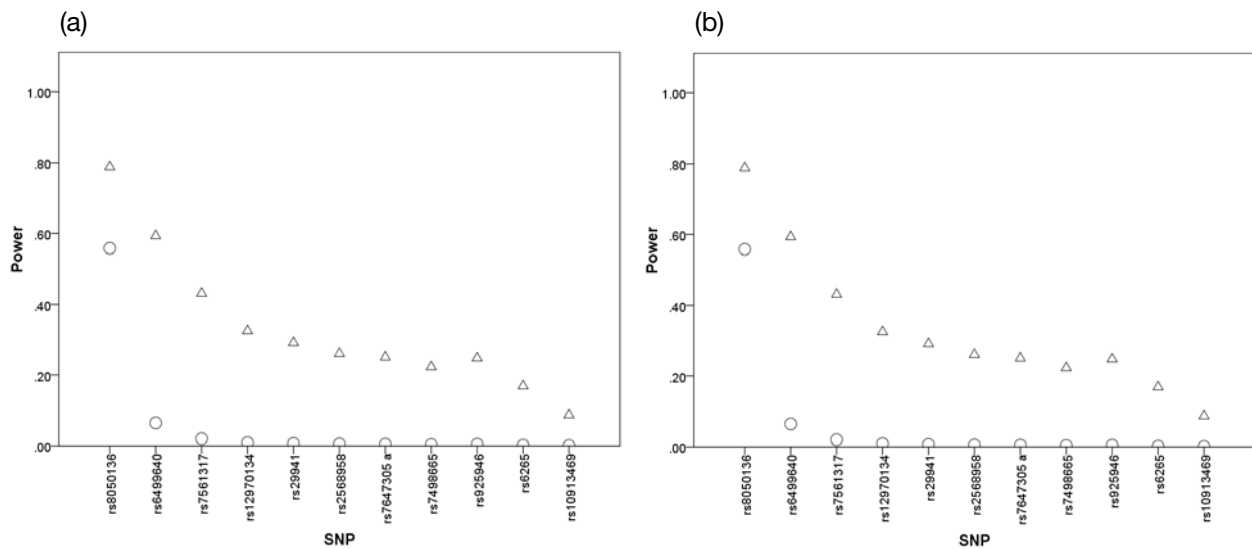 (a)
1.00
.80
.60
.40
.20
.00
Power
rs8050136
rs6499640
rs7561317
rs12970134
rs29941
rs2568958
rs7647305 a
rs7498665
rs925946
rs6265
rs10913469
SNP
(b)
1.00
.80
.60
.40
.20
.00
Power
rs8050136
rs6499640
rs7561317
rs12970134
rs29941
rs2568958
rs7647305 a
rs7498665
rs925946
rs6265
rs10913469
SNP